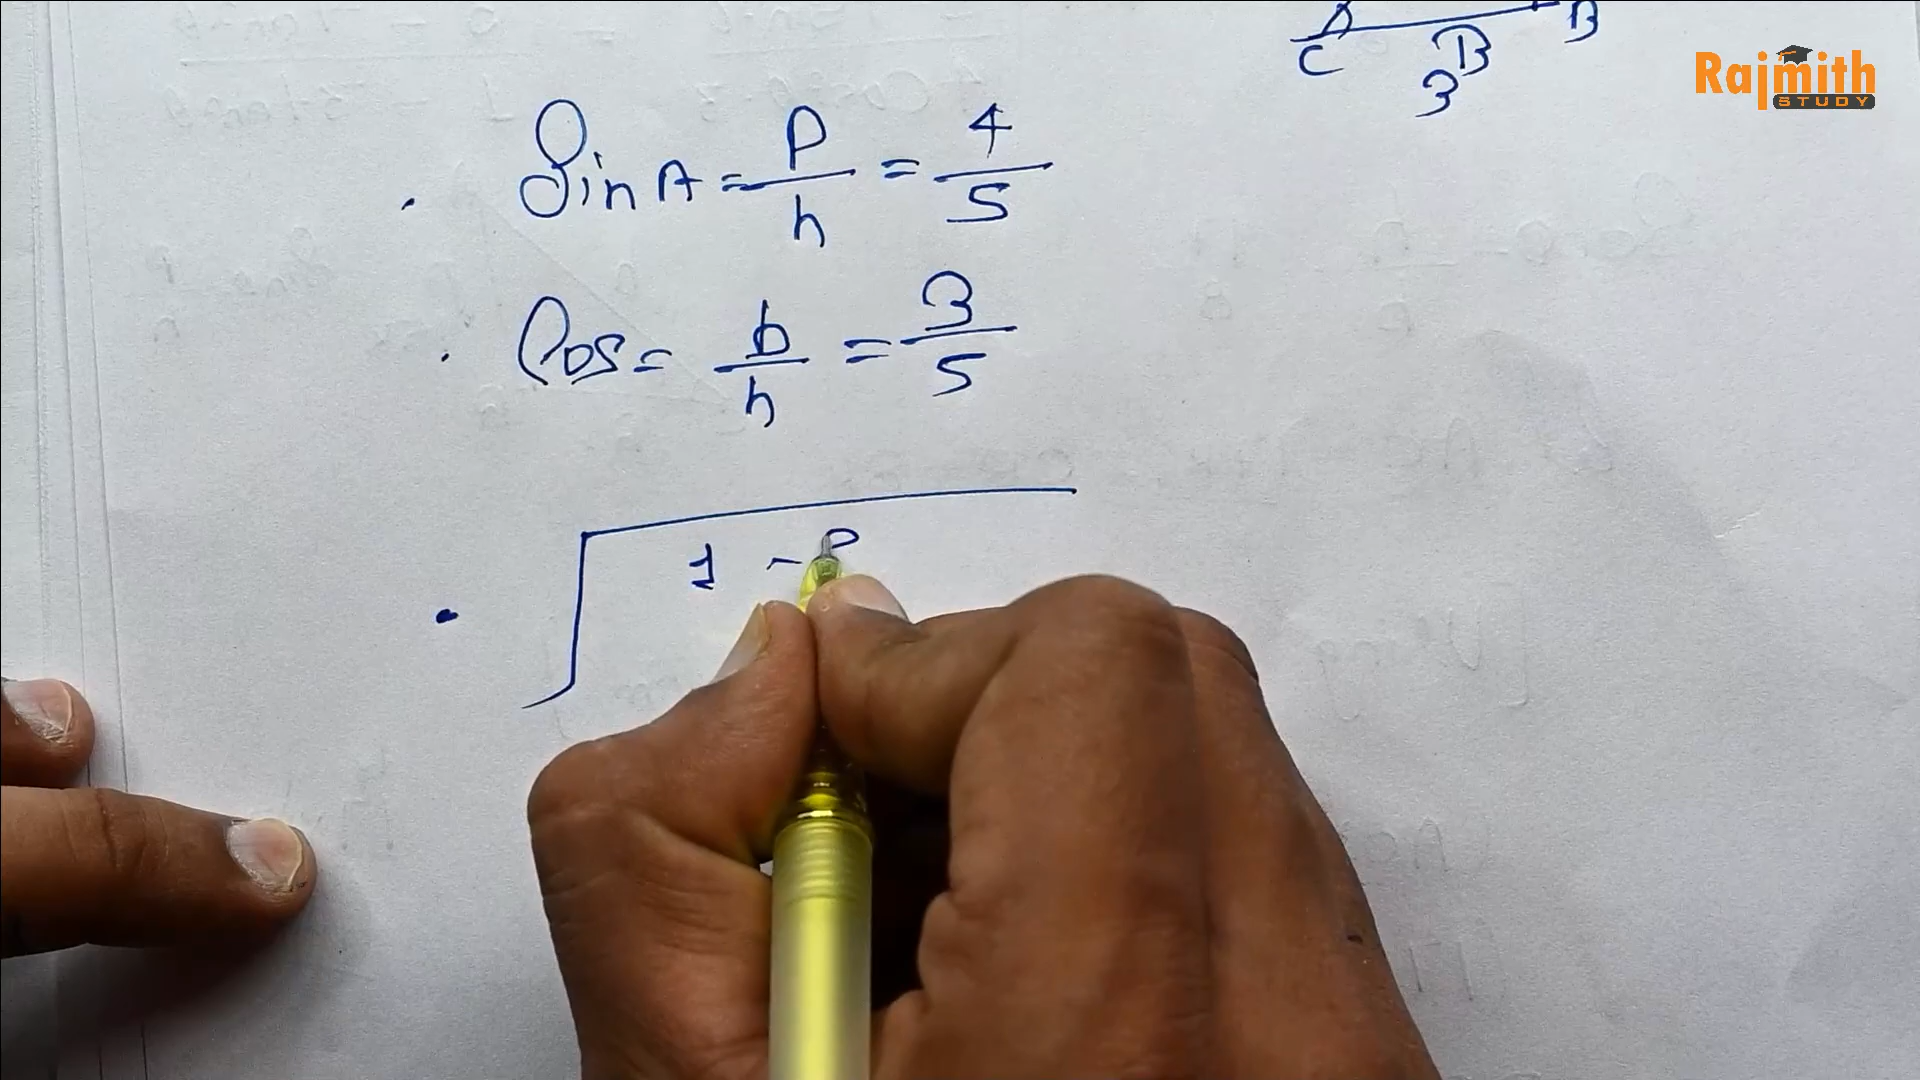 C B B
3
Rajmith
STUDY
Sin A = P/h = 4/5
Cos = b/h = 3/5
√1 -